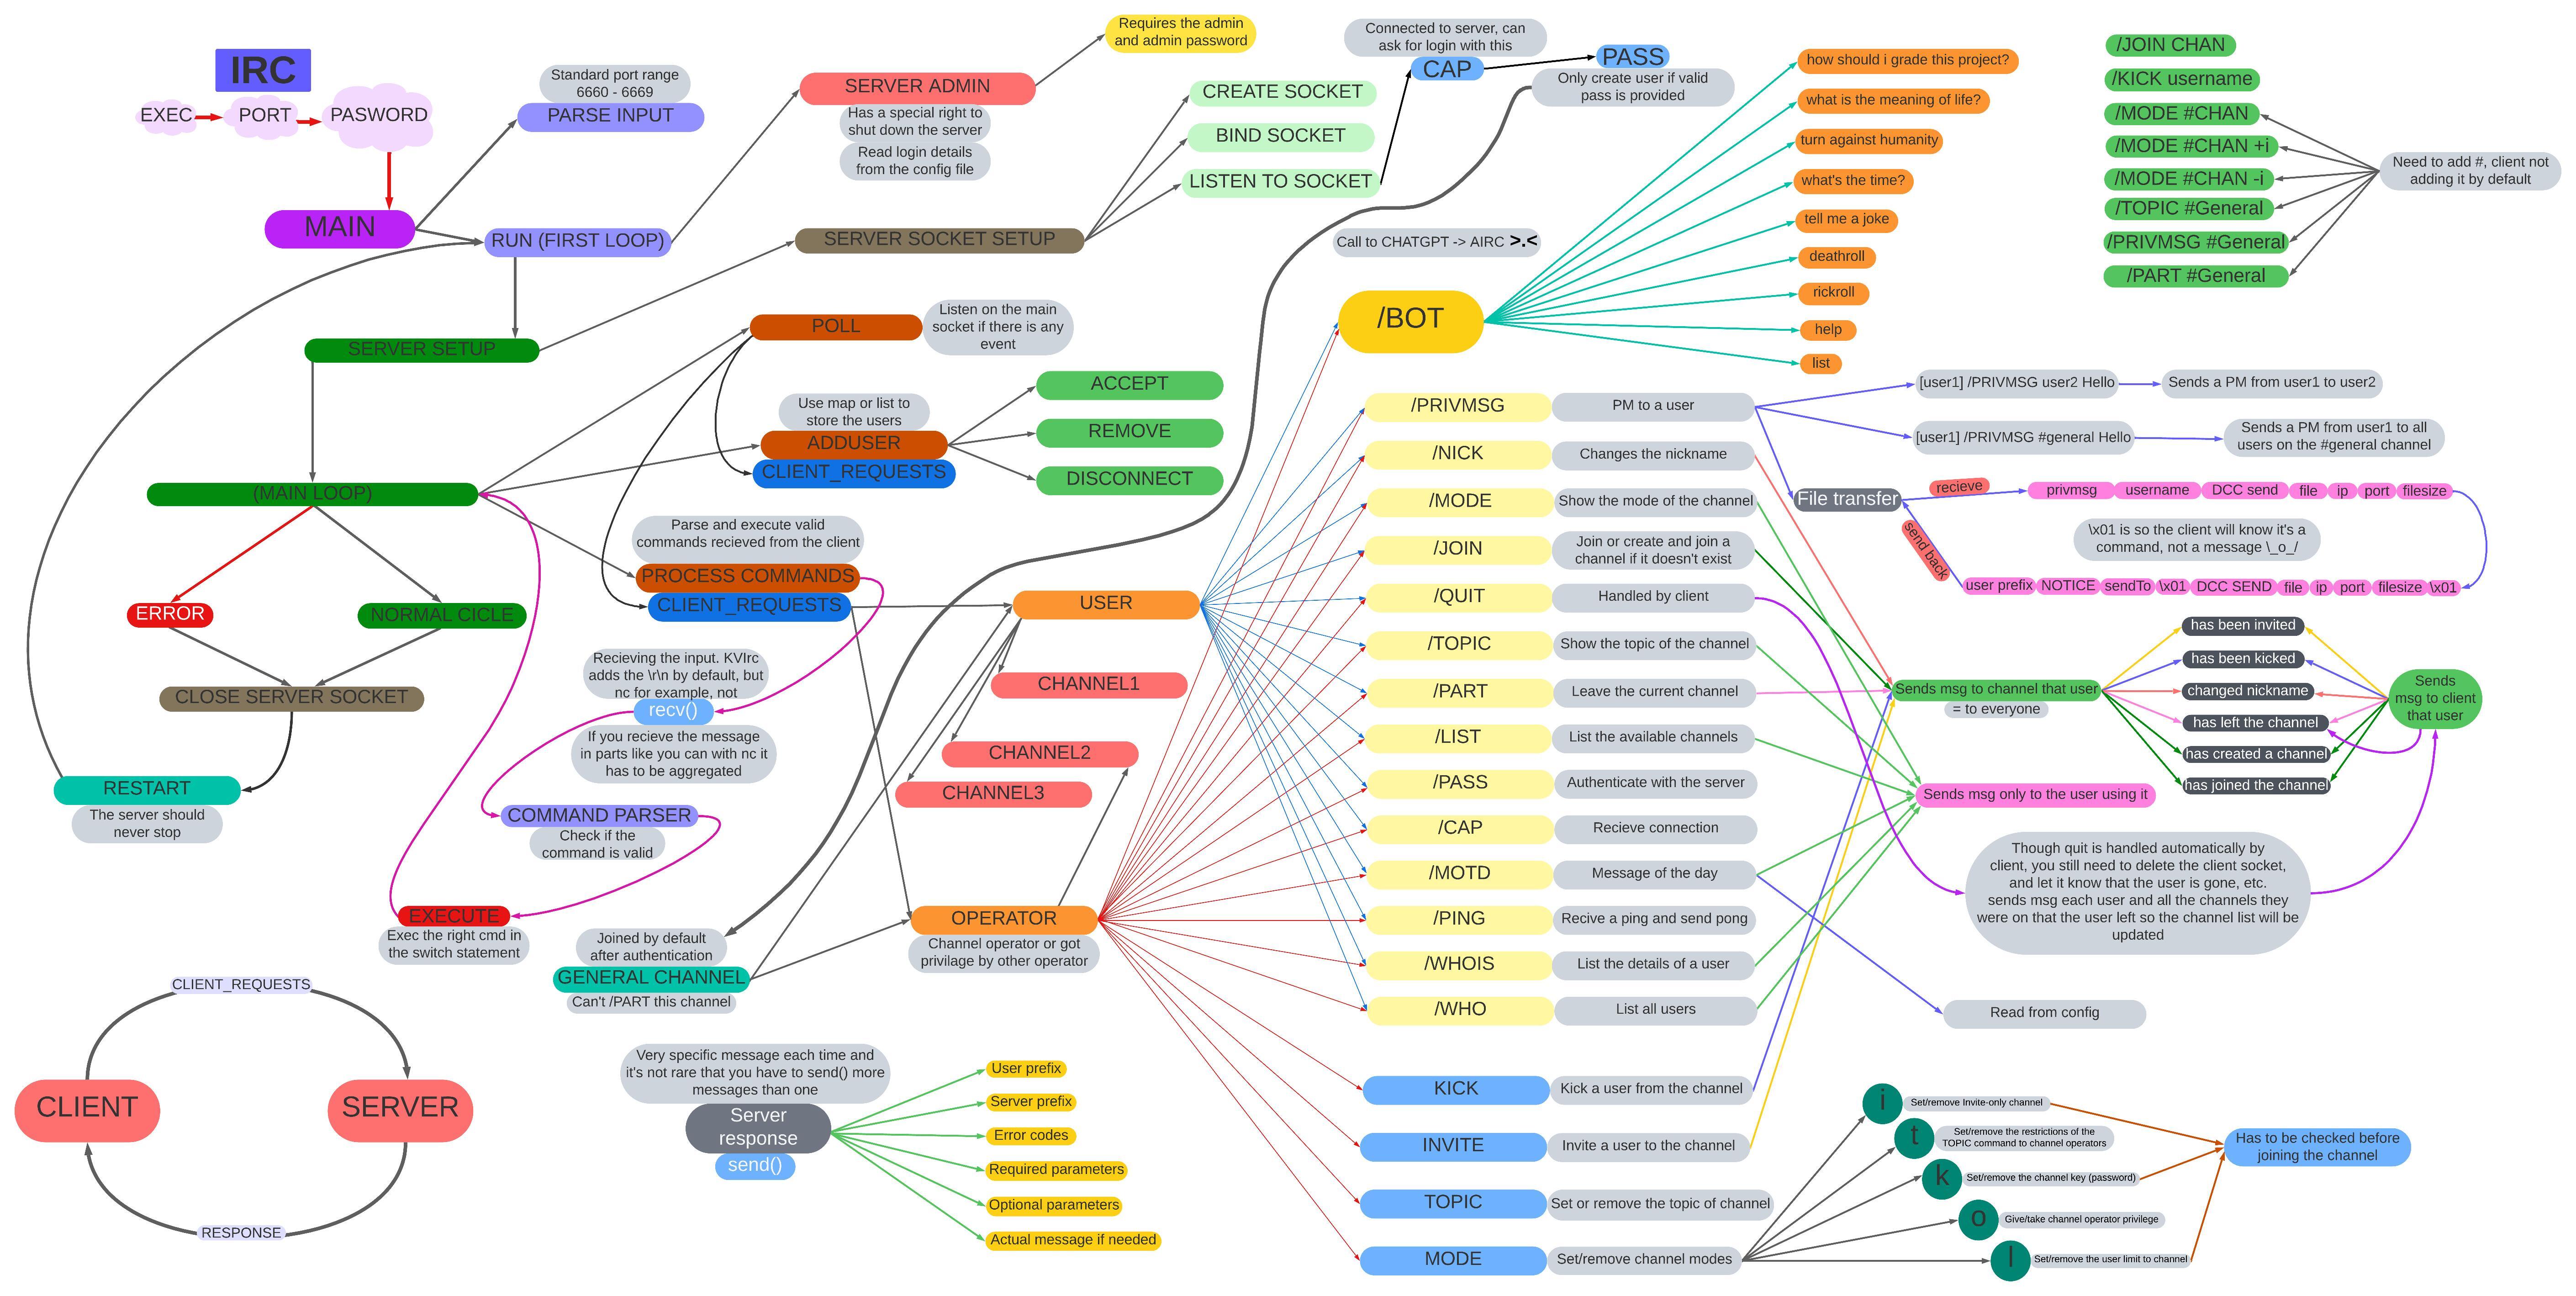 IRC
EXEC
PORT
PASWORD
MAIN
Standard port range
6660 - 6669
PARSE INPUT
RUN (FIRST LOOP)
SERVER ADMIN
Has a special right to
shut down the server
Read login details
from the config file
Requires the admin
and admin password
SERVER SOCKET SETUP
CREATE SOCKET
BIND SOCKET
LISTEN TO SOCKET
Connected to server, can
ask for login with this
CAP
PASS
Only create user if valid
pass is provided
Call to CHATGPT -> AIRC >.<
/BOT
how should i grade this project?
what is the meaning of life?
turn against humanity
what's the time?
tell me a joke
deathroll
rickroll
help
list
/JOIN CHAN
/KICK username
/MODE #CHAN
/MODE #CHAN +i
/MODE #CHAN -i
/TOPIC #General
/PRIVMSG #General
/PART #General
Need to add #, client not
adding it by default
SERVER SETUP
(MAIN LOOP)
ERROR
NORMAL CICLE
CLOSE SERVER SOCKET
RESTART
The server should
never stop
POLL
Listen on the main
socket if there is any
event
Use map or list to
store the users
ADDUSER
CLIENT_REQUESTS
ACCEPT
REMOVE
DISCONNECT
Parse and execute valid
commands recieved from the client
PROCESS COMMANDS
CLIENT_REQUESTS
Recieving the input. KVIrc
adds the \r\n by default, but
nc for example, not
recv()
If you recieve the message
in parts like you can with nc it
has to be aggregated
COMMAND PARSER
Check if the
command is valid
EXECUTE
Exec the right cmd in
the switch statement
USER
CHANNEL1
CHANNEL2
CHANNEL3
OPERATOR
Channel operator or got
privilage by other operator
Joined by default
after authentication
GENERAL CHANNEL
Can't /PART this channel
/PRIVMSG
PM to a user
/NICK
Changes the nickname
/MODE
Show the mode of the channel
/JOIN
Join or create and join a
channel if it doesn't exist
/QUIT
Handled by client
/TOPIC
Show the topic of the channel
/PART
Leave the current channel
/LIST
List the available channels
/PASS
Authenticate with the server
/CAP
Recieve connection
/MOTD
Message of the day
/PING
Recive a ping and send pong
/WHOIS
List the details of a user
/WHO
List all users
KICK
Kick a user from the channel
INVITE
Invite a user to the channel
TOPIC
Set or remove the topic of channel
MODE
Set/remove channel modes
[user1] /PRIVMSG user2 Hello
Sends a PM from user1 to user2
[user1] /PRIVMSG #general Hello
Sends a PM from user1 to all
users on the #general channel
File transfer
recieve
privmsg username DCC send file ip port filesize
\x01 is so the client will know it's a
command, not a message \_o_/
send back
user prefix NOTICE sendTo \x01 DCC SEND file ip port filesize \x01
Sends msg to channel that user
= to everyone
has been invited
has been kicked
changed nickname
has left the channel
has created a channel
has joined the channel
Sends
msg to client
that user
Sends msg only to the user using it
Though quit is handled automatically by
client, you still need to delete the client socket,
and let it know that the user is gone, etc.
sends msg each user and all the channels they
were on that the user left so the channel list will be
updated
Read from config
i
Set/remove Invite-only channel
t
Set/remove the restrictions of the
TOPIC command to channel operators
k
Set/remove the channel key (password)
o
Give/take channel operator privilege
l
Set/remove the user limit to channel
Has to be checked before
joining the channel
CLIENT_REQUESTS
CLIENT
SERVER
RESPONSE
Very specific message each time and
it's not rare that you have to send() more
messages than one
Server
response
send()
User prefix
Server prefix
Error codes
Required parameters
Optional parameters
Actual message if needed